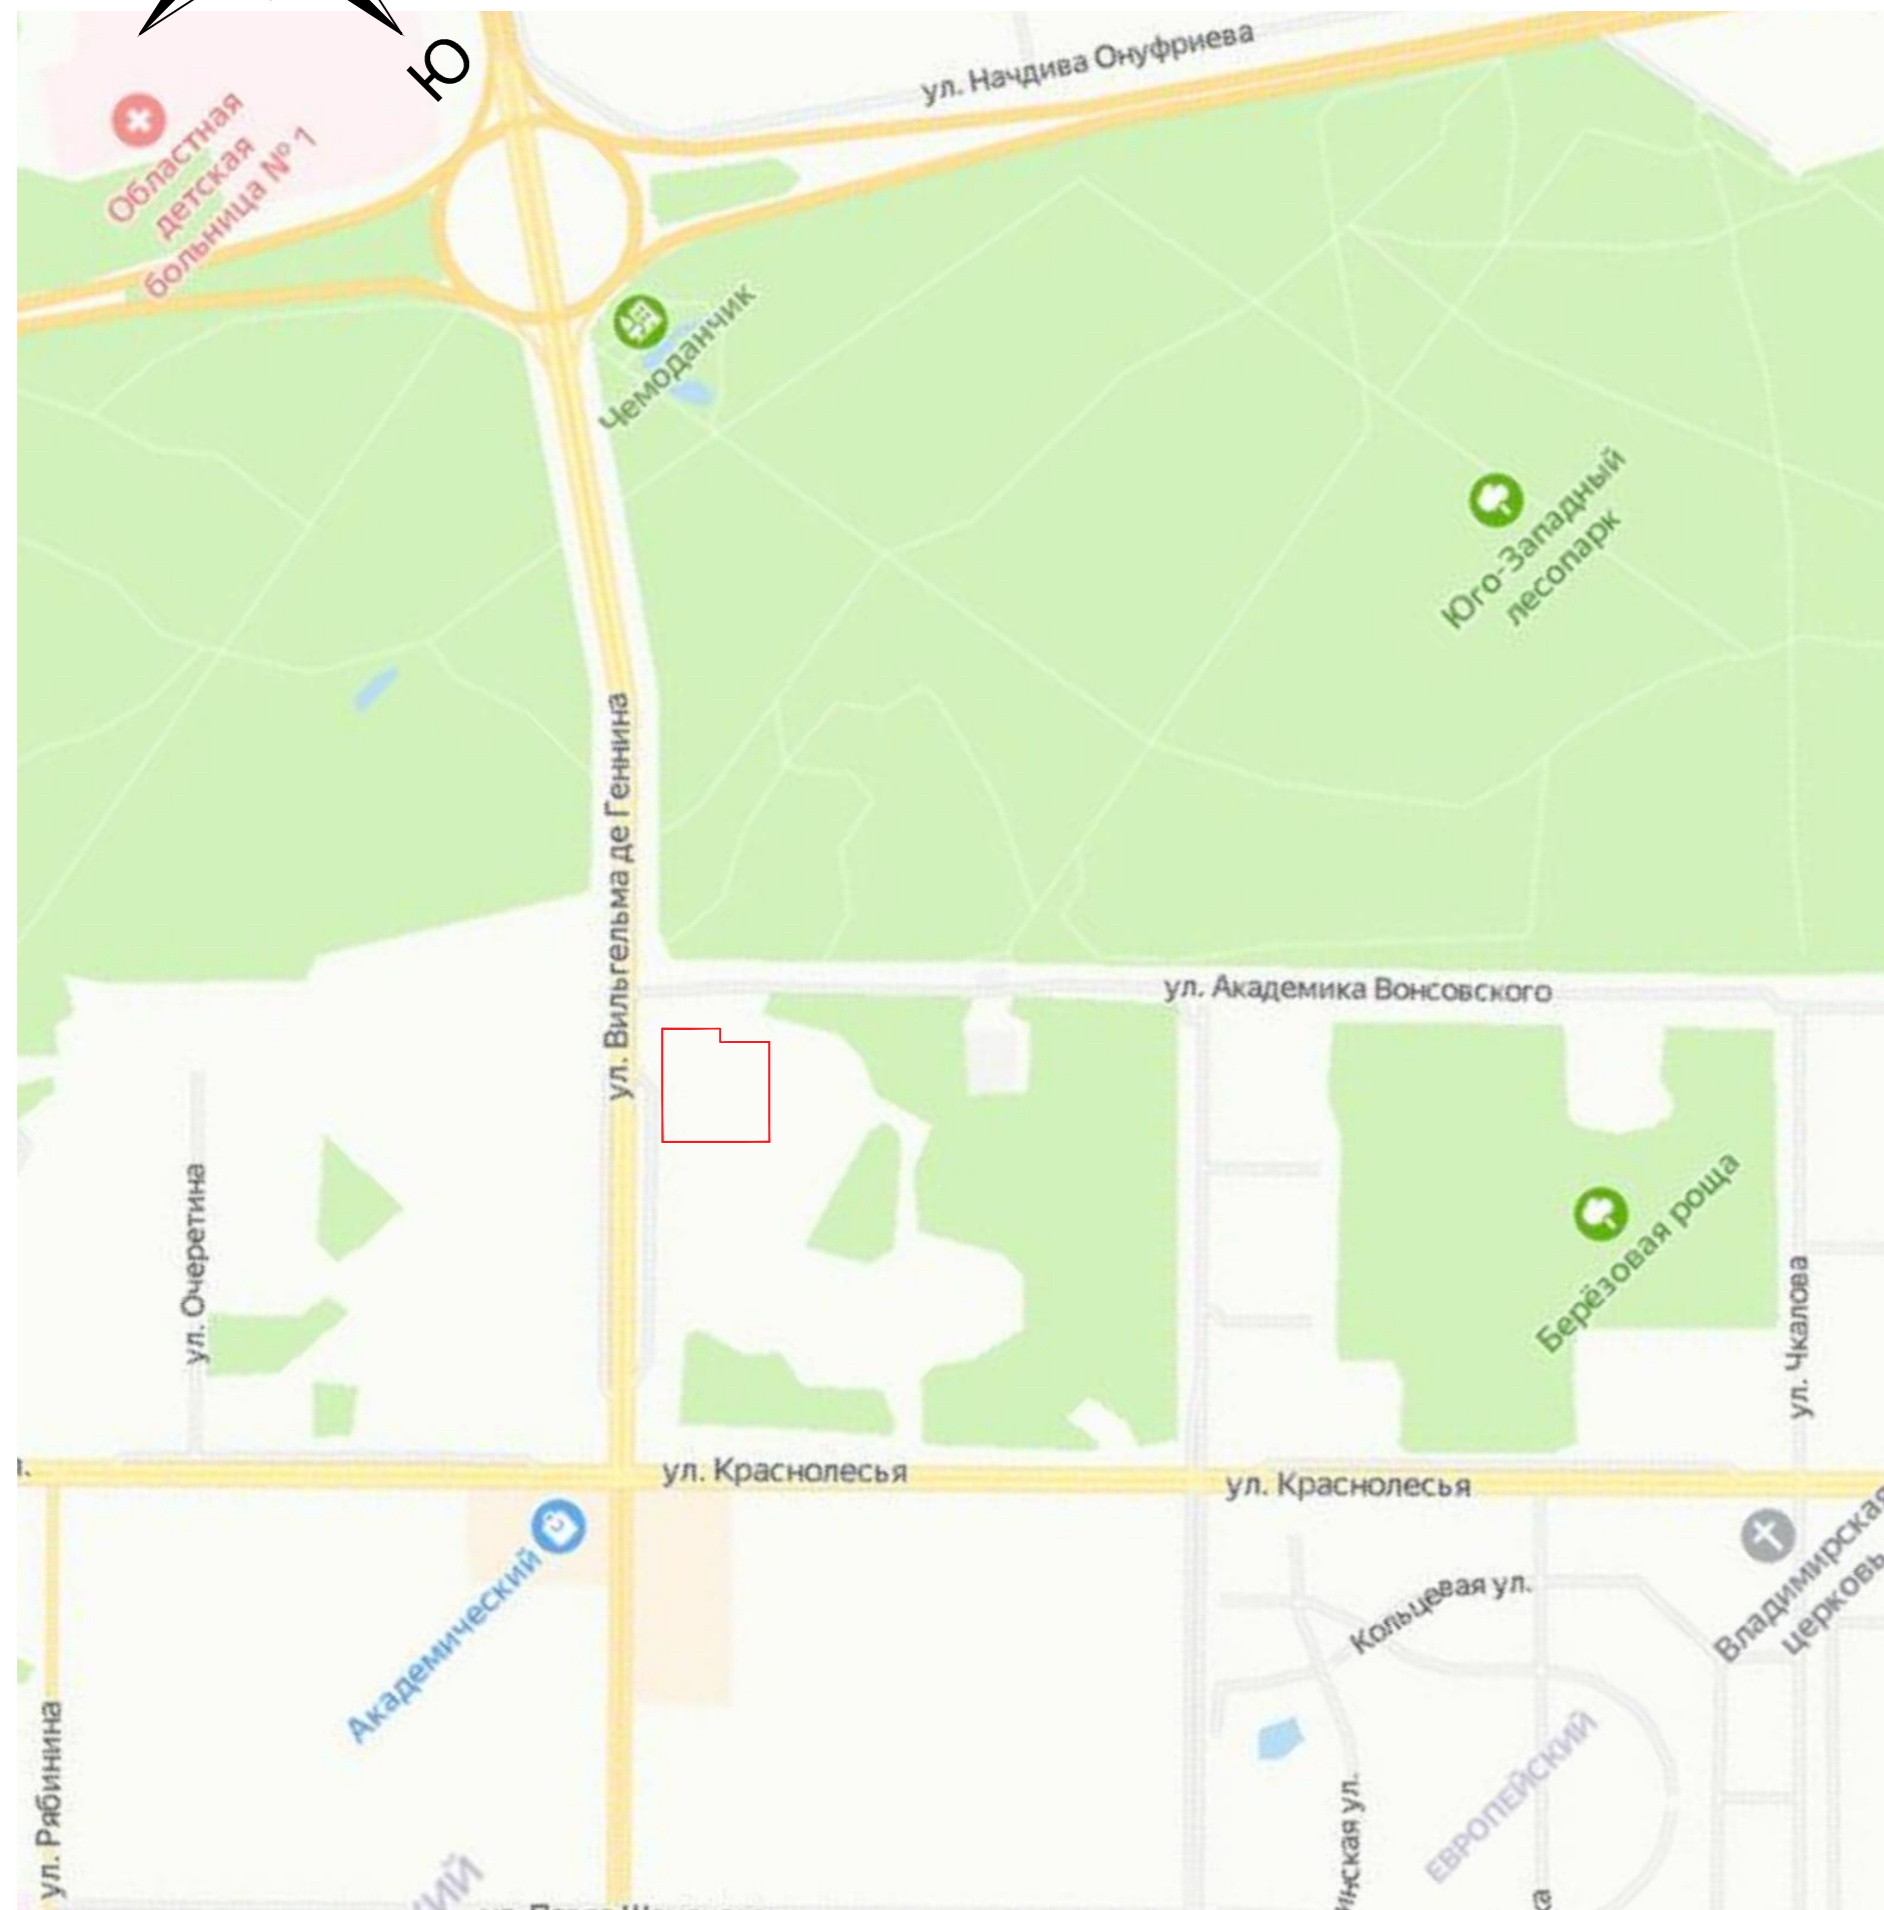 Ю
ул. Начдива Онуфриева
Областная
детская
больница № 1
Чемоданчик
Юго-Западный
лесопарк
ул. Вильгельма де Геннина
ул. Академика Вонсовского
ул. Очеретина
Берёзовая роща
ул. Чкалова
ул. Краснолесья
ул. Краснолесья
Академический
Кольцевая ул.
Владимирская
церковь
ул. Рябинина
ЕВРОПЕЙСКИЙ